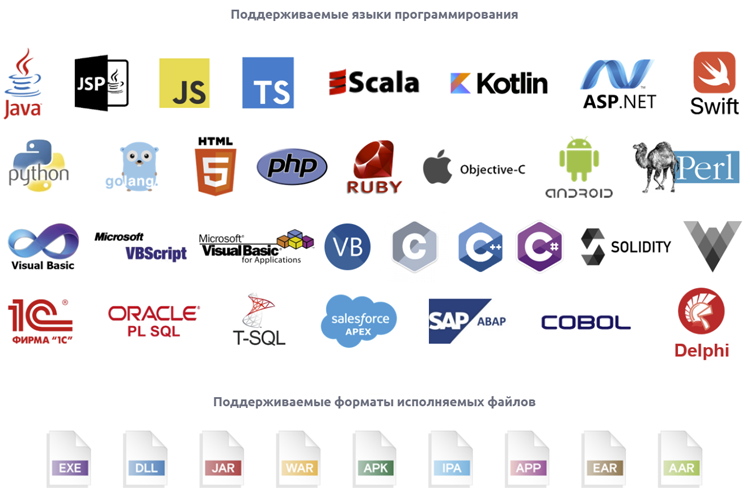 Поддерживаемые языки программирования
Java
JSP
JS
TS
Scala
Kotlin
ASP.NET
Swift
python
golang.
HTML
5
php
RUBY
Objective-C
ANDROID
Perl
Visual Basic
Microsoft
VBScript
Microsoft
Visual Basic
for Applications
VB
C
C++
C#
SOLIDITY
1С
ФИРМА "1С"
ORACLE
PL SQL
T-SQL
salesforce
APEX
SAP
ABAP
COBOL
Delphi
Поддерживаемые форматы исполняемых файлов
EXE
DLL
JAR
WAR
APK
IPA
APP
EAR
AAR